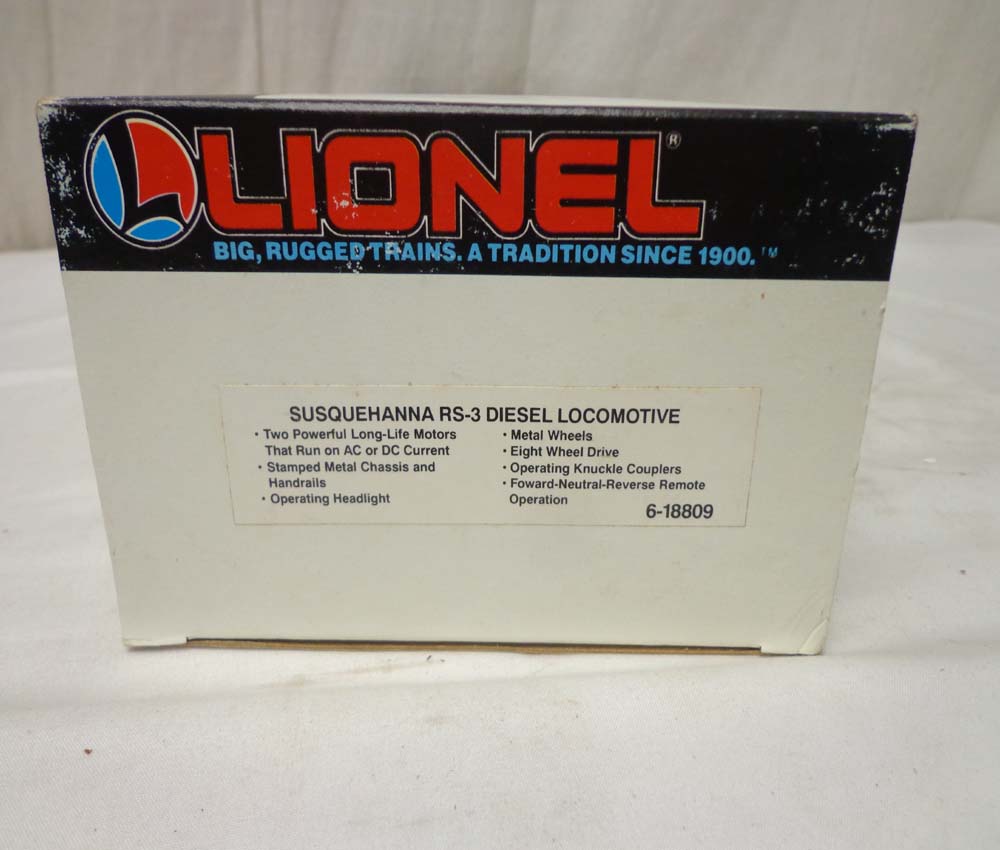 LIONEL®
BIG, RUGGED TRAINS. A TRADITION SINCE 1900.™
SUSQUEHANNA RS-3 DIESEL LOCOMOTIVE
• Two Powerful Long-Life Motors
That Run on AC or DC Current
• Stamped Metal Chassis and
Handrails
• Operating Headlight
• Metal Wheels
• Eight Wheel Drive
• Operating Knuckle Couplers
• Foward-Neutral-Reverse Remote
Operation
6-18809